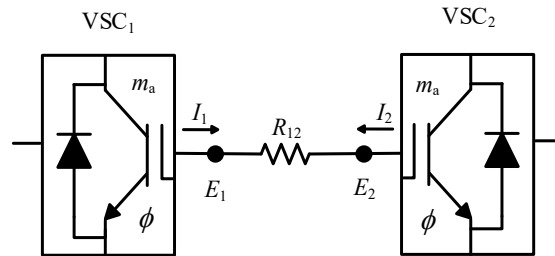 VSC₁
VSC₂
mₐ
mₐ
I₁
R₁₂
I₂
E₁
E₂
ϕ
ϕ